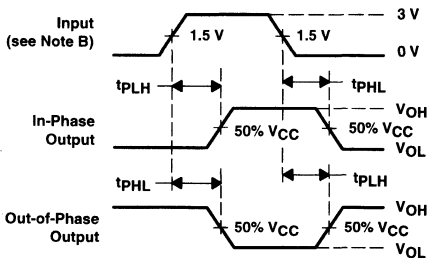 Input
(see Note B)
1.5 V
1.5 V
3 V
0 V
tPLH
tPHL
In-Phase
Output
50% VCC
50% VCC
VOH
VOL
tPHL
tPLH
Out-of-Phase
Output
50% VCC
50% VCC
VOH
VOL